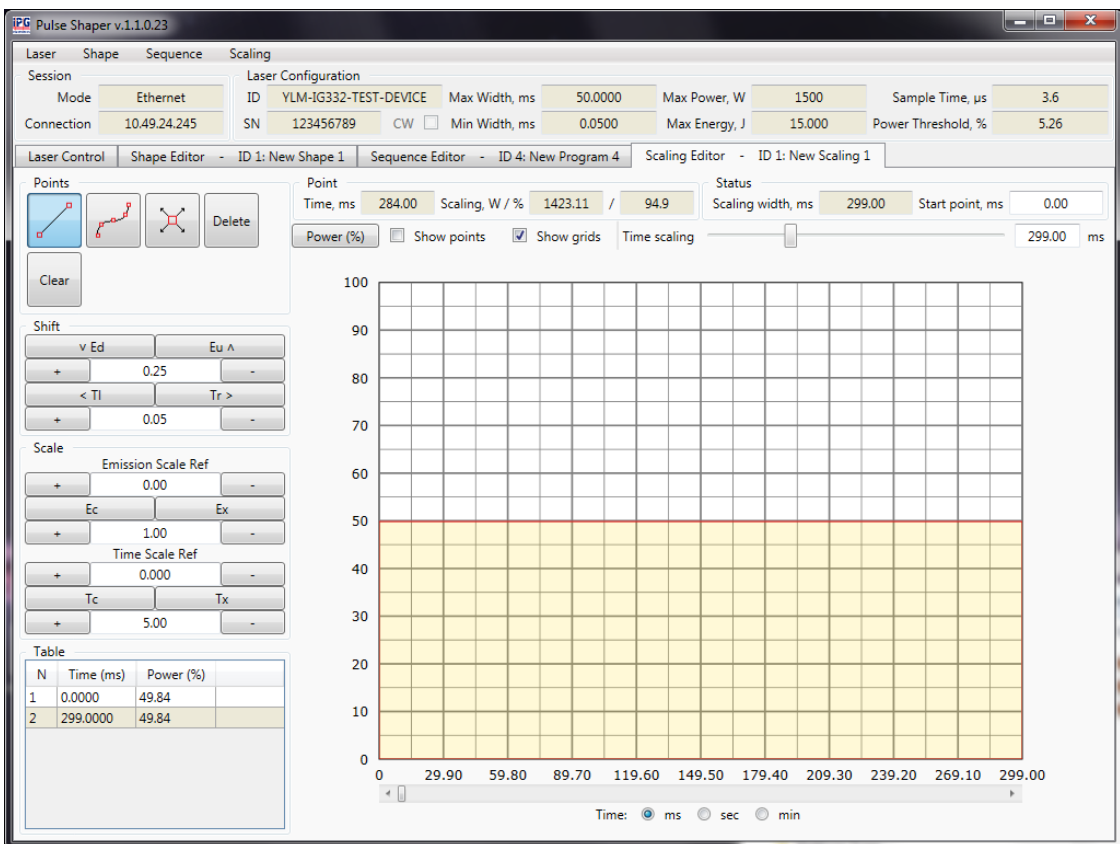 IPG Pulse Shaper v.1.1.0.23
Laser Shape Sequence Scaling
Session Laser Configuration
Mode Ethernet ID YLM-IG332-TEST-DEVICE Max Width, ms 50.0000 Max Power, W 1500 Sample Time, µs 3.6
Connection 10.49.24.245 SN 123456789 CW Min Width, ms 0.0500 Max Energy, J 15.000 Power Threshold, % 5.26
Laser Control Shape Editor - ID 1: New Shape 1 Sequence Editor - ID 4: New Program 4 Scaling Editor - ID 1: New Scaling 1
Points Point Status
Time, ms 284.00 Scaling, W / % 1423.11 / 94.9 Scaling width, ms 299.00 Start point, ms 0.00
Delete
Power (%) Show points Show grids Time scaling 299.00 ms
Clear
Shift
v Ed Eu ʌ
+ 0.25 -
< Tl Tr >
+ 0.05 -
Scale
Emission Scale Ref
+ 0.00 -
Ec Ex
+ 1.00 -
Time Scale Ref
+ 0.000 -
Tc Tx
+ 5.00 -
Table
N Time (ms) Power (%)
1 0.0000 49.84
2 299.0000 49.84
100
90
80
70
60
50
40
30
20
10
0
0 29.90 59.80 89.70 119.60 149.50 179.40 209.30 239.20 269.10 299.00
Time: ms sec min